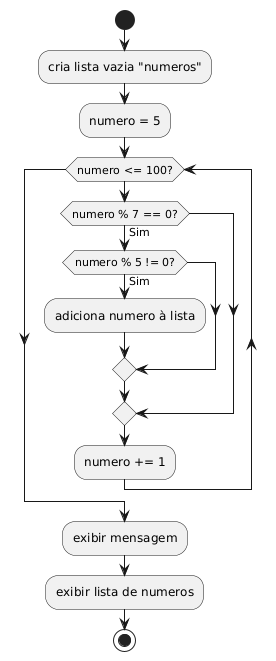 cria lista vazia "numeros"
numero = 5
numero <= 100?
numero % 7 == 0?
Sim
numero % 5 != 0?
Sim
adiciona numero à lista
numero += 1
exibir mensagem
exibir lista de numeros